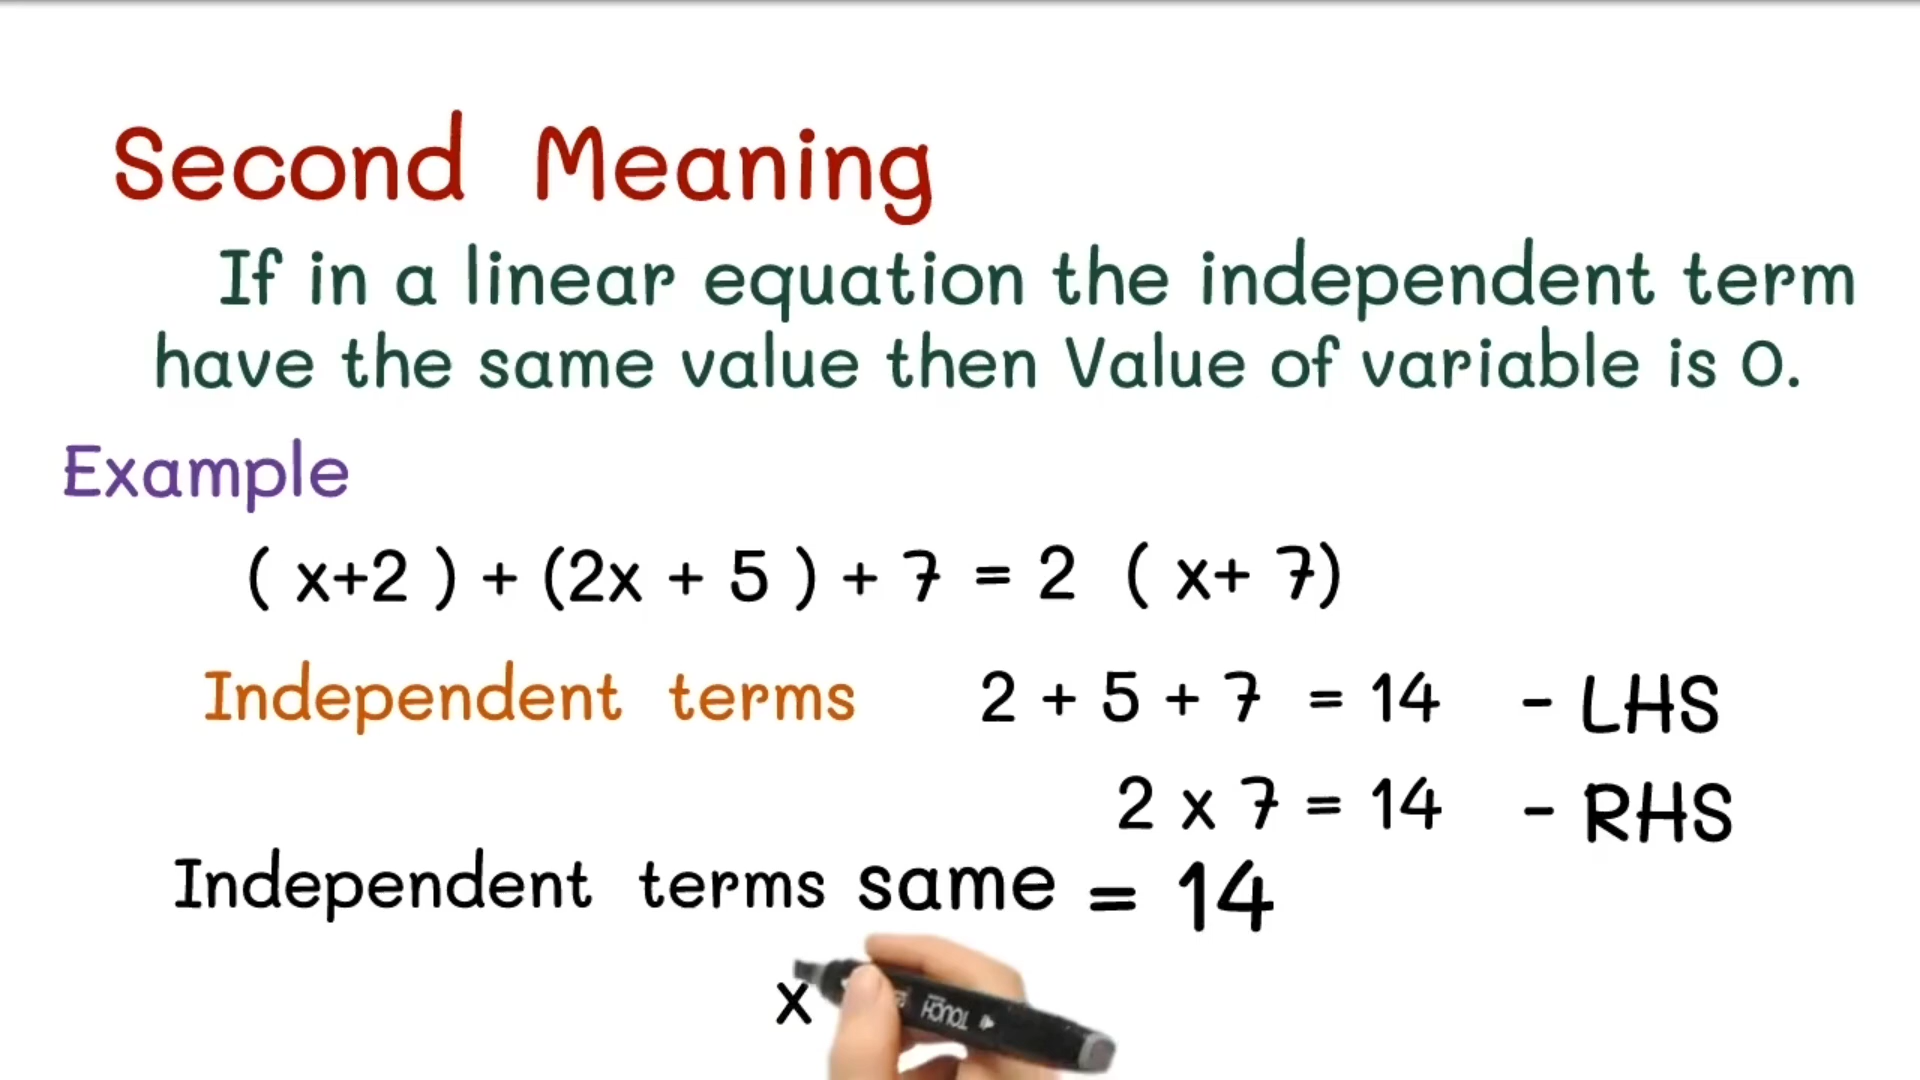 Second Meaning
If in a linear equation the independent term
have the same value then Value of variable is 0.
Example
( x+2 ) + (2x + 5 ) + 7 = 2 ( x+ 7)
Independent terms 2 + 5 + 7 = 14 - LHS
2 x 7 = 14 - RHS
Independent terms same = 14
x
TOUCH